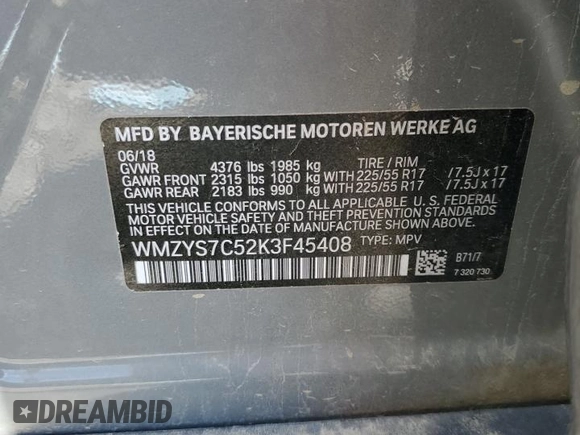 MFD BY BAYERISCHE MOTOREN WERKE AG
06/18
GVWR 4376 lbs 1985 kg TIRE / RIM
GAWR FRONT 2315 lbs 1050 kg WITH 225/55 R17 /7.5J x 17
GAWR REAR 2183 lbs 990 kg WITH 225/55 R17 /7.5J x 17
THIS VEHICLE CONFORMS TO ALL APPLICABLE U. S. FEDERAL
MOTOR VEHICLE SAFETY, BUMPER, AND THEFT PREVENTION STANDARDS
IN EFFECT ON THE DATE OF MANUFACTURE SHOWN ABOVE.
WMZYS7C52K3F45408 TYPE: MPV
B71/7
7 320 730
DREAMBID